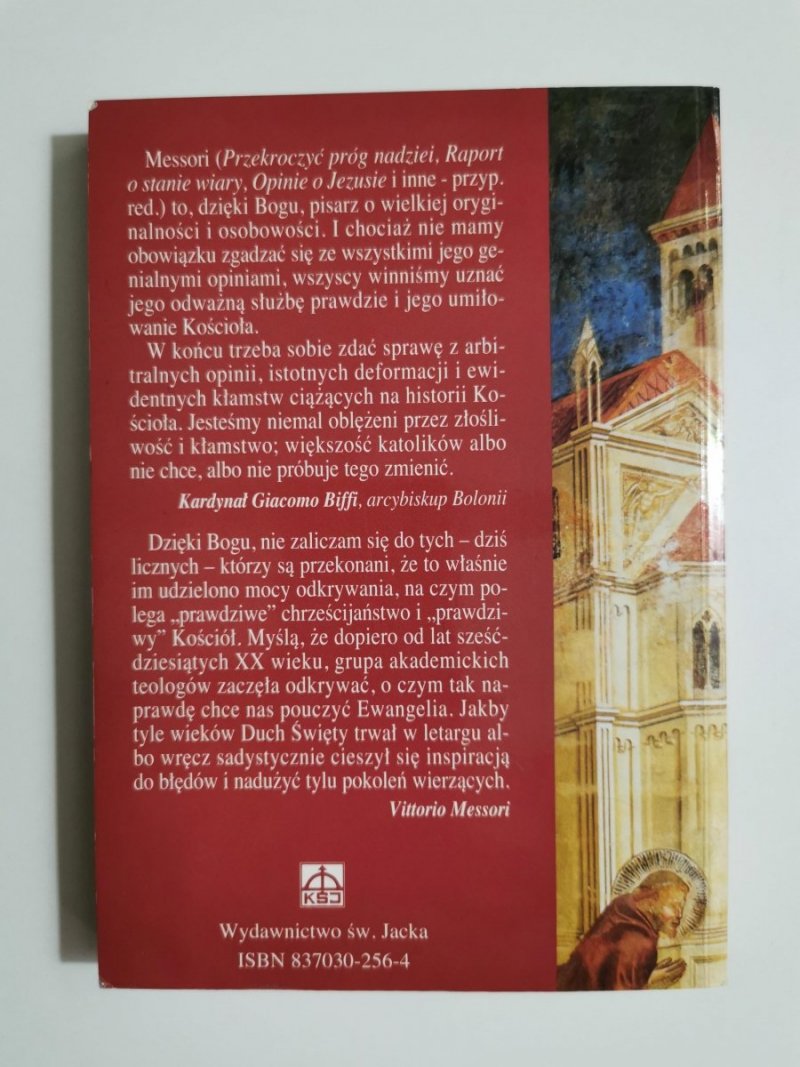 Messori (Przekroczyć próg nadziei, Raport
o stanie wiary, Opinie o Jezusie i inne - przyp.
red.) to, dzięki Bogu, pisarz o wielkiej orygi-
nalności i osobowości. I chociaż nie mamy
obowiązku zgadzać się ze wszystkimi jego ge-
nialnymi opiniami, wszyscy winniśmy uznać
jego odważną służbę prawdzie i jego umiło-
wanie Kościoła.
W końcu trzeba sobie zdać sprawę z arbi-
tralnych opinii, istotnych deformacji i ewi-
dentnych kłamstw ciążących na historii Ko-
ścioła. Jesteśmy niemal oblężeni przez złośli-
wość i kłamstwo; większość katolików albo
nie chce, albo nie próbuje tego zmienić.
Kardynał Giacomo Biffi, arcybiskup Bolonii
Dzięki Bogu, nie zaliczam się do tych – dziś
licznych – którzy są przekonani, że to właśnie
im udzielono mocy odkrywania, na czym po-
lega „prawdziwe” chrześcijaństwo i „prawdzi-
wy” Kościół. Myślą, że dopiero od lat sześć-
dziesiątych XX wieku, grupa akademickich
teologów zaczęła odkrywać, o czym tak na-
prawdę chce nas pouczyć Ewangelia. Jakby
tyle wieków Duch Święty trwał w letargu al-
bo wręcz sadystycznie cieszył się inspiracją
do błędów i nadużyć tylu pokoleń wierzących.
Vittorio Messori
KŚJ
Wydawnictwo św. Jacka
ISBN 837030-256-4